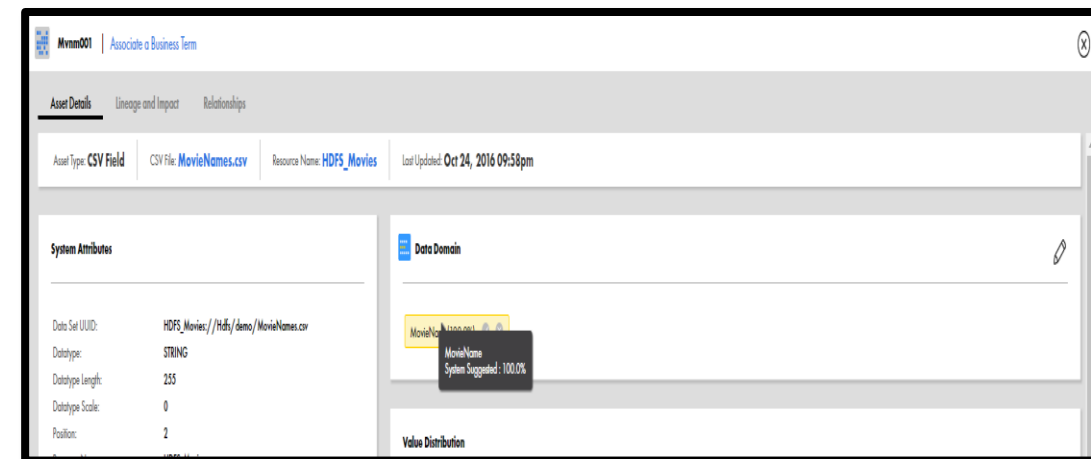 Mvnm001 Associate a Business Term
Asset Details Lineage and Impact Relationships
Asset Type: CSV Field CSV File: MovieNames.csv Resource Name: HDFS_Movies Last Updated: Oct 24, 2016 09:58pm
System Attributes
Data Set UUID: HDFS_Movies://Hdfs/demo/MovieNames.csv
Datatype: STRING
Datatype Length: 255
Datatype Scale: 0
Position: 2
Data Domain
MovieName
System Suggested : 100.0%
Value Distribution